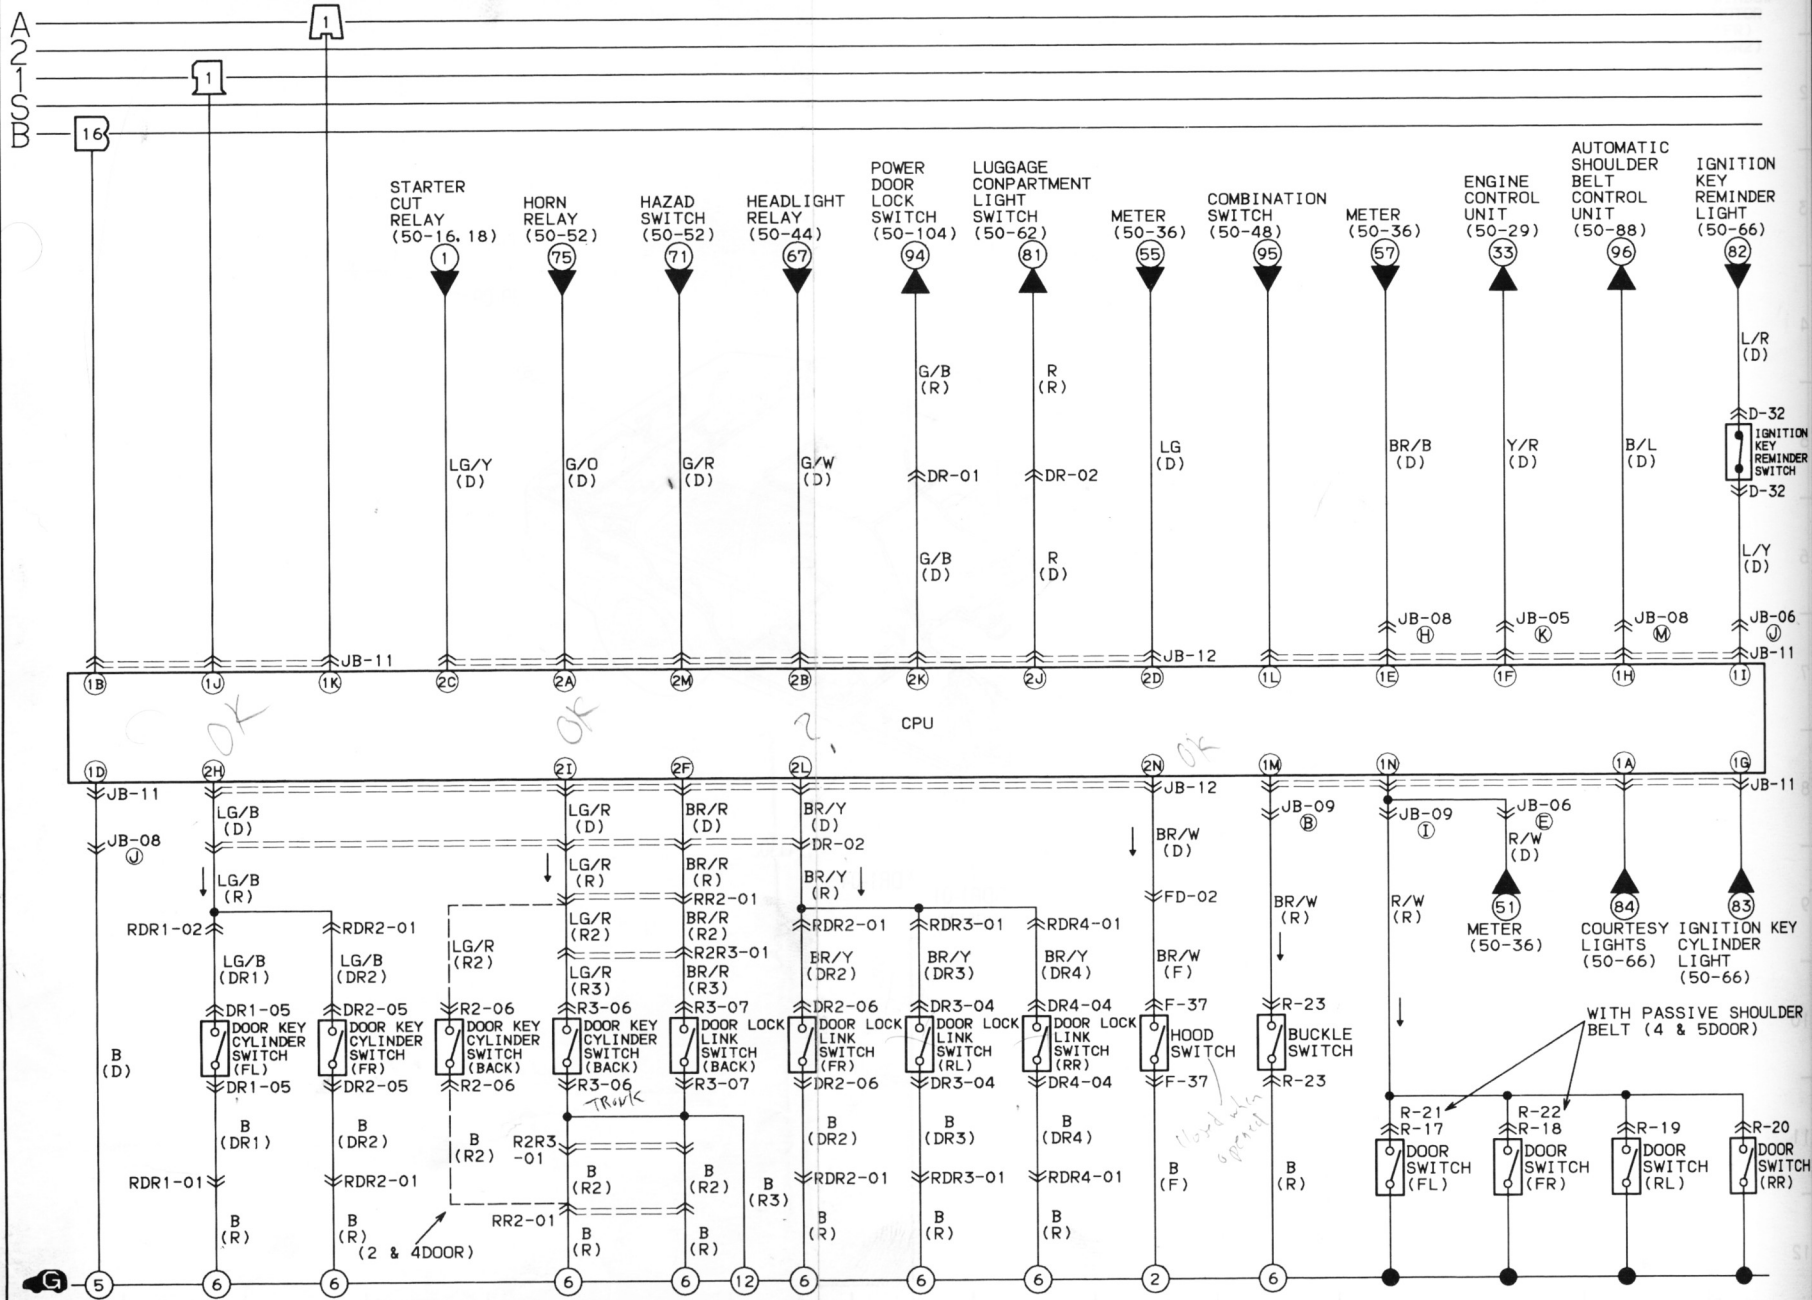 A
2
1
S
B
1
1
16
STARTER
CUT
RELAY
(50-16, 18)
1
HORN
RELAY
(50-52)
75
HAZAD
SWITCH
(50-52)
71
HEADLIGHT
RELAY
(50-44)
67
POWER
DOOR
LOCK
SWITCH
(50-104)
94
LUGGAGE
CONPARTMENT
LIGHT
SWITCH
(50-62)
81
METER
(50-36)
55
COMBINATION
SWITCH
(50-48)
95
METER
(50-36)
57
ENGINE
CONTROL
UNIT
(50-29)
33
AUTOMATIC
SHOULDER
BELT
CONTROL
UNIT
(50-88)
96
IGNITION
KEY
REMINDER
LIGHT
(50-66)
82
L/R
(D)
G/B
(R)
R
(R)
D-32
IGNITION
KEY
REMINDER
SWITCH
D-32
LG/Y
(D)
G/O
(D)
G/R
(D)
G/W
(D)
DR-01
DR-02
LG
(D)
BR/B
(D)
Y/R
(D)
B/L
(D)
G/B
(D)
R
(D)
L/Y
(D)
JB-08
H
JB-05
K
JB-08
M
JB-06
J
JB-11
JB-12
JB-11
1B 1J 1K 2C 2A 2M 2B 2K 2J 2D 1L 1E 1F 1H 1I
OK
OK
2
CPU
OK
1D 2H 2I 2F 2L 2N 1M 1N 1A 1G
JB-11
JB-12
JB-11
LG/B
(D)
LG/R
(D)
BR/R
(D)
BR/Y
(D)
JB-09
B
JB-09
I
JB-06
E
JB-08
J
DR-02
BR/W
(D)
R/W
(D)
LG/B
(R)
LG/R
(R)
BR/R
(R)
BR/Y
(R)
RR2-01
FD-02
BR/W
(R)
R/W
(R)
51
METER
(50-36)
84
COURTESY
LIGHTS
(50-66)
83
IGNITION KEY
CYLINDER
LIGHT
(50-66)
RDR1-02
RDR2-01
LG/R
(R2)
LG/R
(R2)
BR/R
(R2)
RDR2-01
RDR3-01
RDR4-01
R2R3-01
LG/B
(DR1)
LG/B
(DR2)
LG/R
(R3)
BR/R
(R3)
BR/Y
(DR2)
BR/Y
(DR3)
BR/Y
(DR4)
BR/W
(F)
DR1-05
DR2-05
R2-06
R3-06
R3-07
DR2-06
DR3-04
DR4-04
F-37
R-23
WITH PASSIVE SHOULDER
BELT (4 & 5DOOR)
DOOR KEY
CYLINDER
SWITCH
(FL)
DOOR KEY
CYLINDER
SWITCH
(FR)
DOOR KEY
CYLINDER
SWITCH
(BACK)
DOOR KEY
CYLINDER
SWITCH
(BACK)
DOOR LOCK
LINK
SWITCH
(BACK)
DOOR LOCK
LINK
SWITCH
(FR)
DOOR LOCK
LINK
SWITCH
(RL)
DOOR LOCK
LINK
SWITCH
(RR)
HOOD
SWITCH
BUCKLE
SWITCH
B
(D)
DR1-05
DR2-05
R2-06
R3-06
R3-07
DR2-06
DR3-04
DR4-04
F-37
R-23
TRUNK
closed when
opened
R-21
R-17
R-22
R-18
R-19
R-20
B
(DR1)
B
(DR2)
B
(R2)
R2R3
-01
B
(DR2)
B
(DR3)
B
(DR4)
DOOR
SWITCH
(FL)
DOOR
SWITCH
(FR)
DOOR
SWITCH
(RL)
DOOR
SWITCH
(RR)
RDR1-01
RDR2-01
B
(R2)
B
(R2)
B
(R3)
RDR2-01
RDR3-01
RDR4-01
B
(F)
B
(R)
RR2-01
B
(R)
B
(R)
(2 & 4DOOR)
B
(R)
B
(R)
B
(R)
B
(R)
B
(R)
G
5 6 6 6 6 12 6 6 6 2 6